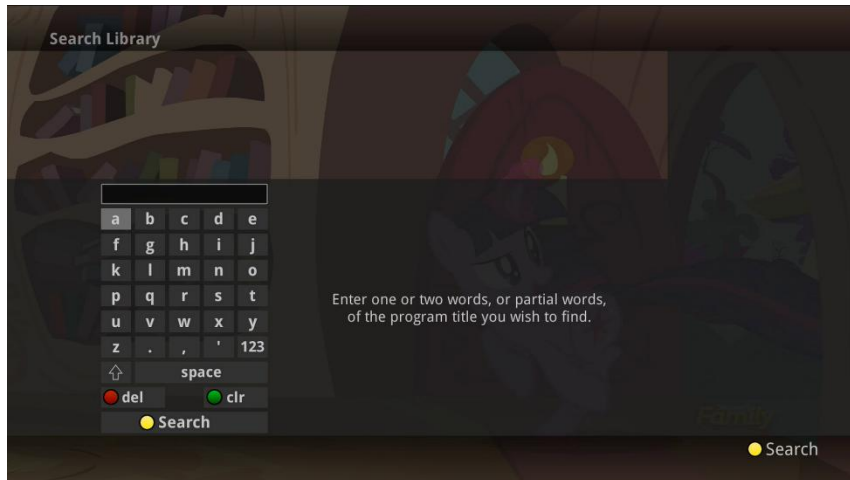 Search Library
a b c d e
f g h i j
k l m n o
p q r s t
u v w x y
z . , ' 123
space
del clr
Search
Enter one or two words, or partial words,
of the program title you wish to find.
Family
Search